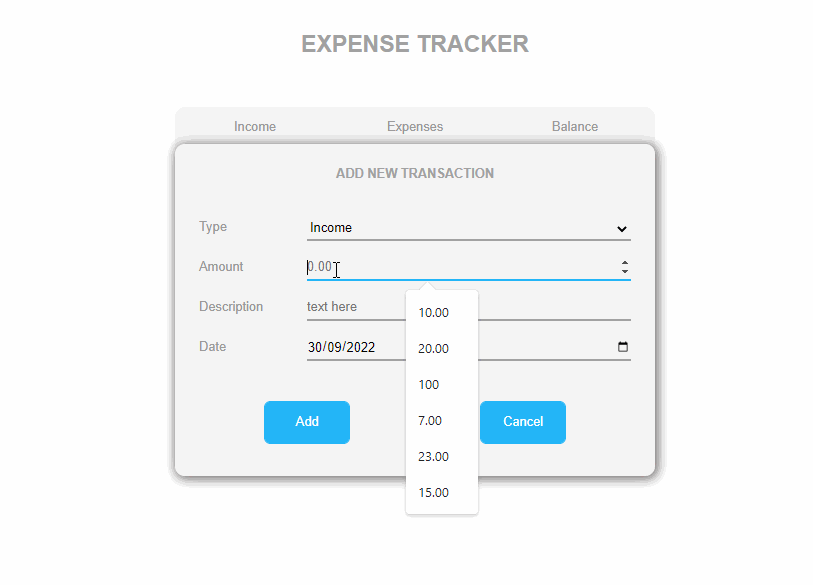 EXPENSE TRACKER
Income Expenses Balance
ADD NEW TRANSACTION
Type Income
Amount 0.00
Description text here
Date 30/09/2022
10.00
20.00
100
7.00
23.00
15.00
Add Cancel